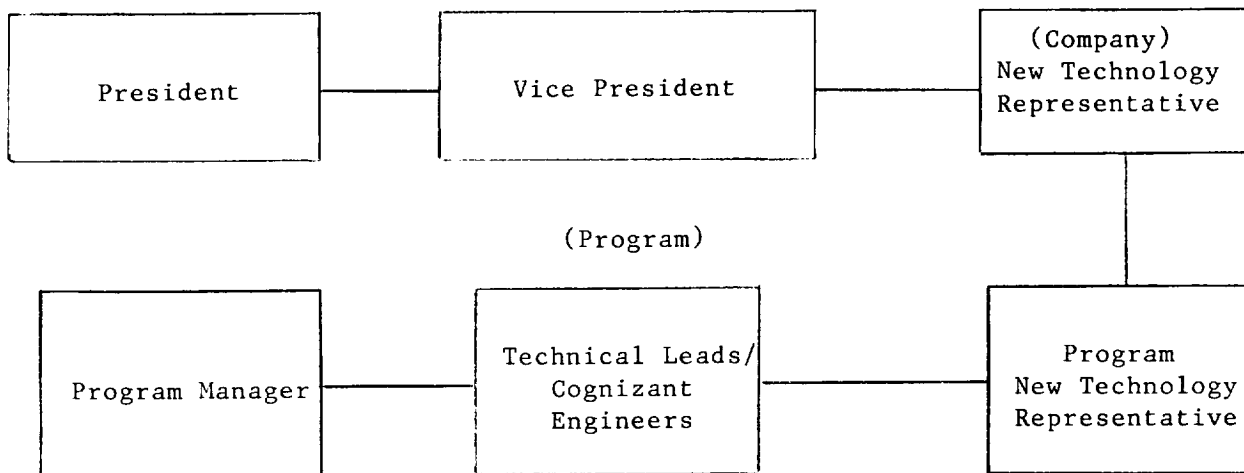 President
Vice President
(Company)
New Technology
Representative
(Program)
Program Manager
Technical Leads/
Cognizant
Engineers
Program
New Technology
Representative